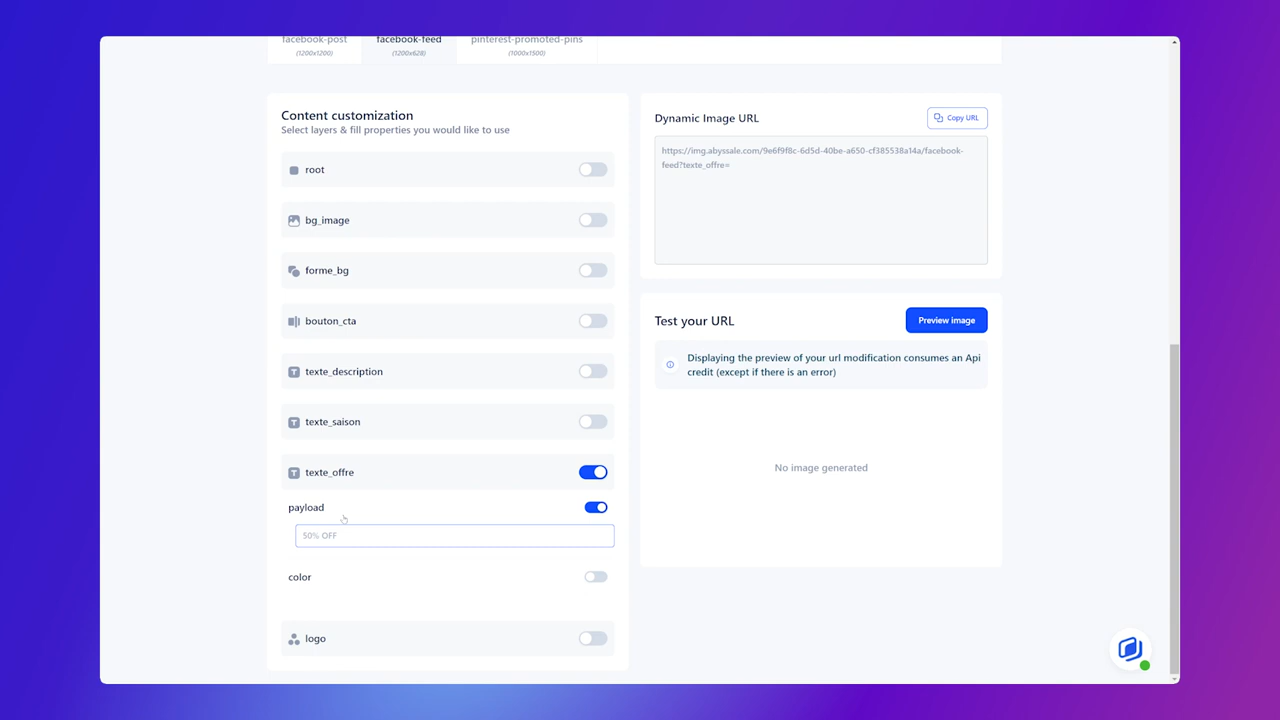 facebook-post
facebook-feed
pinterest-promoted-pins
(1200x1200)
(1200x628)
(1000x1500)
Content customization
Select layers & fill properties you would like to use
root
bg_image
forme_bg
bouton_cta
texte_description
texte_saison
texte_offre
payload
50% OFF
color
logo
Dynamic Image URL
Copy URL
https://img.abyssale.com/9e6f9f8c-6d5d-40be-a650-cf385538a14a/facebook-
feed?texte_offre=
Test your URL
Preview image
Displaying the preview of your url modification consumes an Api
credit (except if there is an error)
No image generated